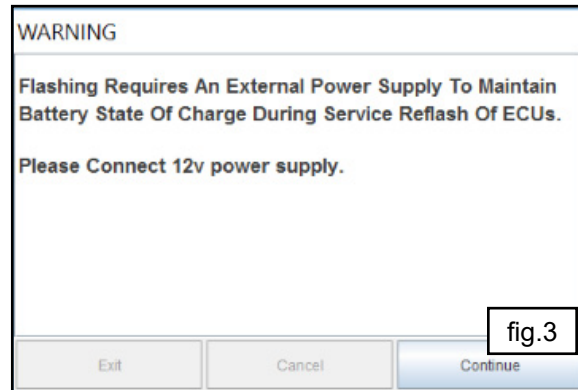 WARNING
Flashing Requires An External Power Supply To Maintain
Battery State Of Charge During Service Reflash Of ECUs.
Please Connect 12v power supply.
fig.3
Exit
Cancel
Continue